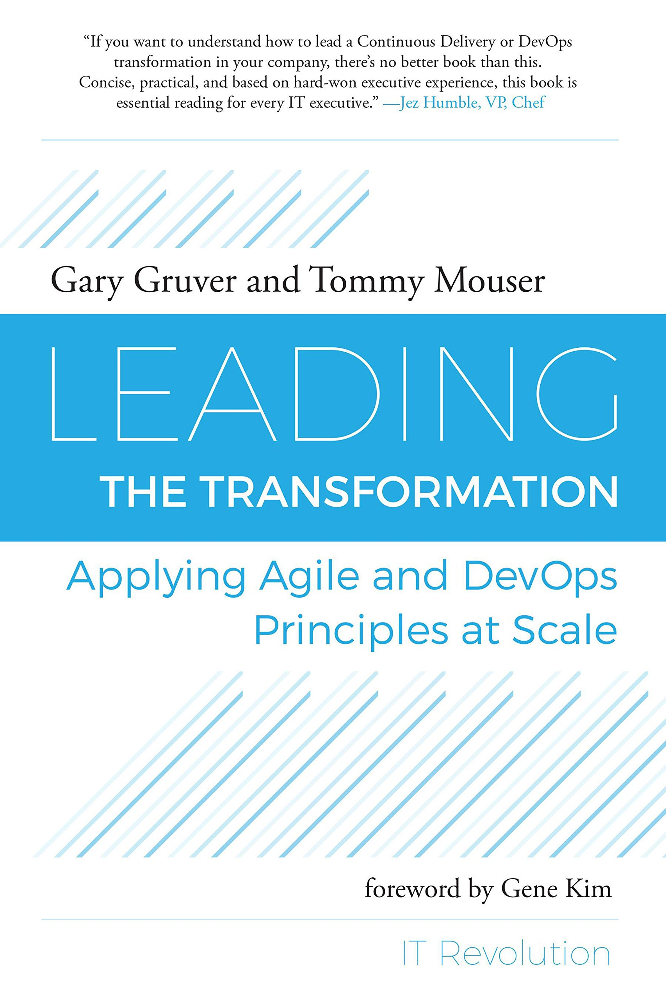 “If you want to understand how to lead a Continuous Delivery or DevOps
transformation in your company, there’s no better book than this.
Concise, practical, and based on hard-won executive experience, this book is
essential reading for every IT executive.” —Jez Humble, VP, Chef
Gary Gruver and Tommy Mouser
LEADING
THE TRANSFORMATION
Applying Agile and DevOps
Principles at Scale
foreword by Gene Kim
IT Revolution